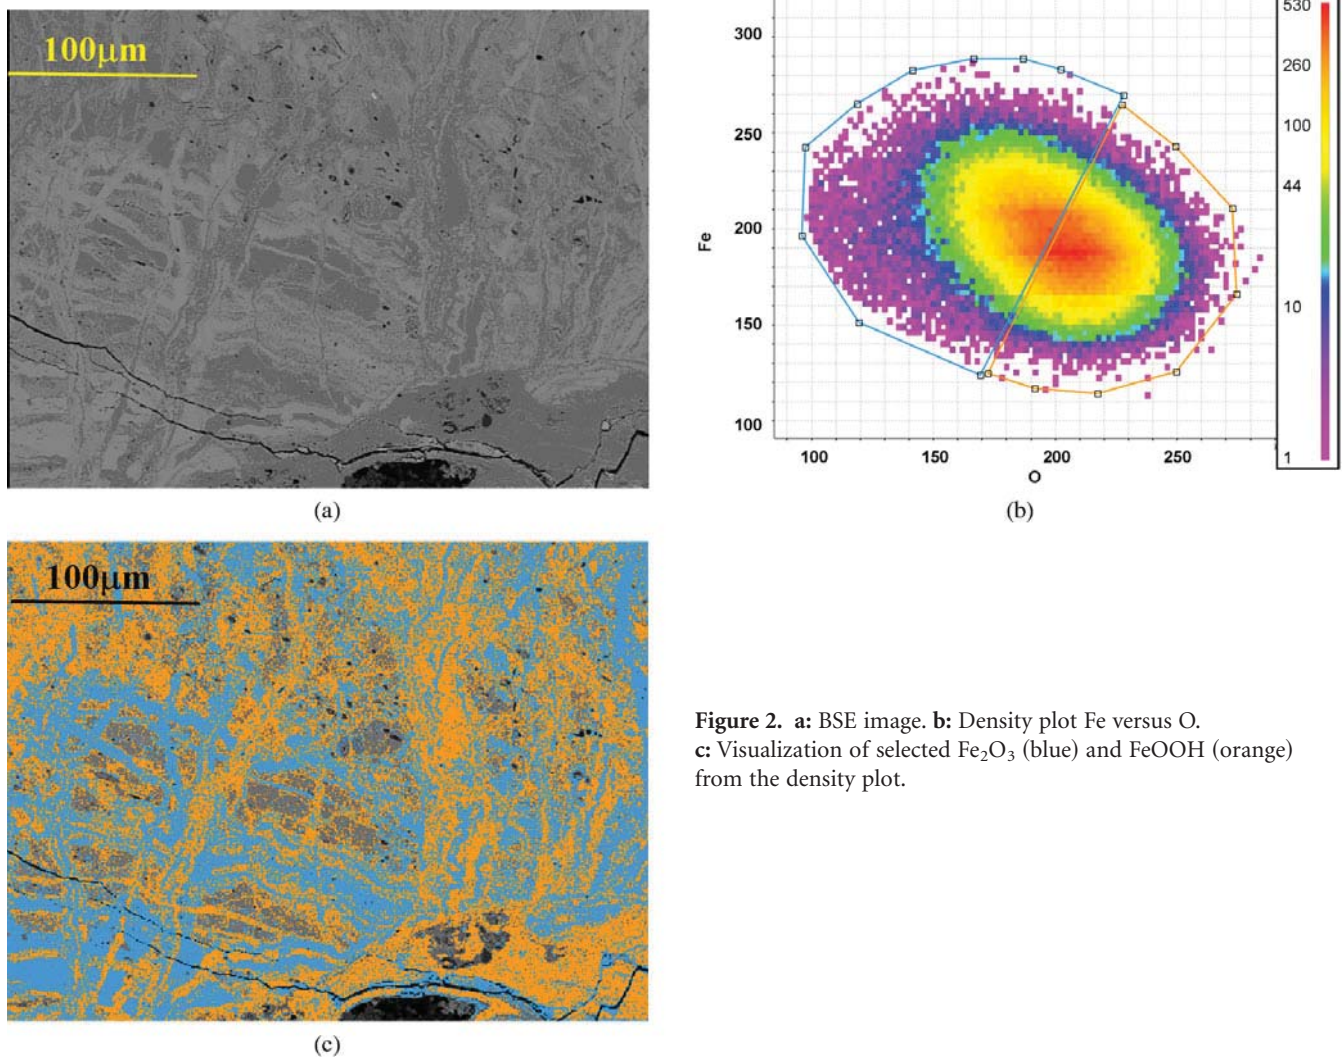 100μm
(a)
Fe
300
250
200
150
100
100 150 200 250
O
530
260
100
44
10
1
(b)
100μm
(c)
Figure 2. a: BSE image. b: Density plot Fe versus O.
c: Visualization of selected Fe₂O₃ (blue) and FeOOH (orange)
from the density plot.